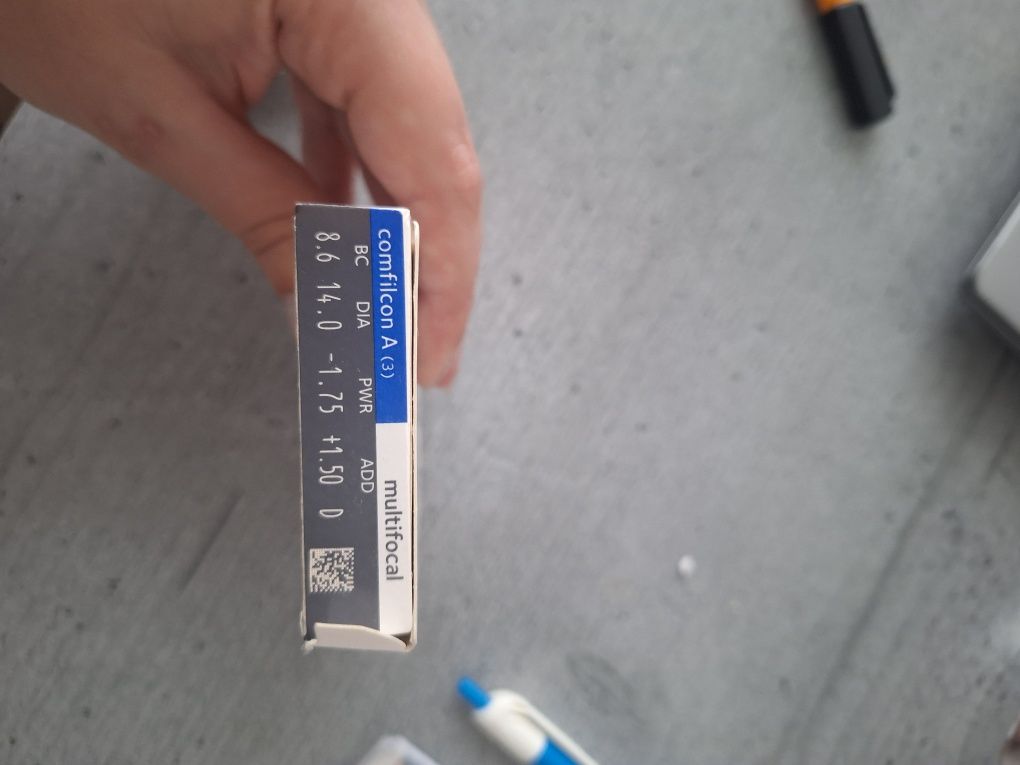 comfilcon A (3) multifocal
BC DIA PWR ADD
8.6 14.0 -1.75 +1.50 D